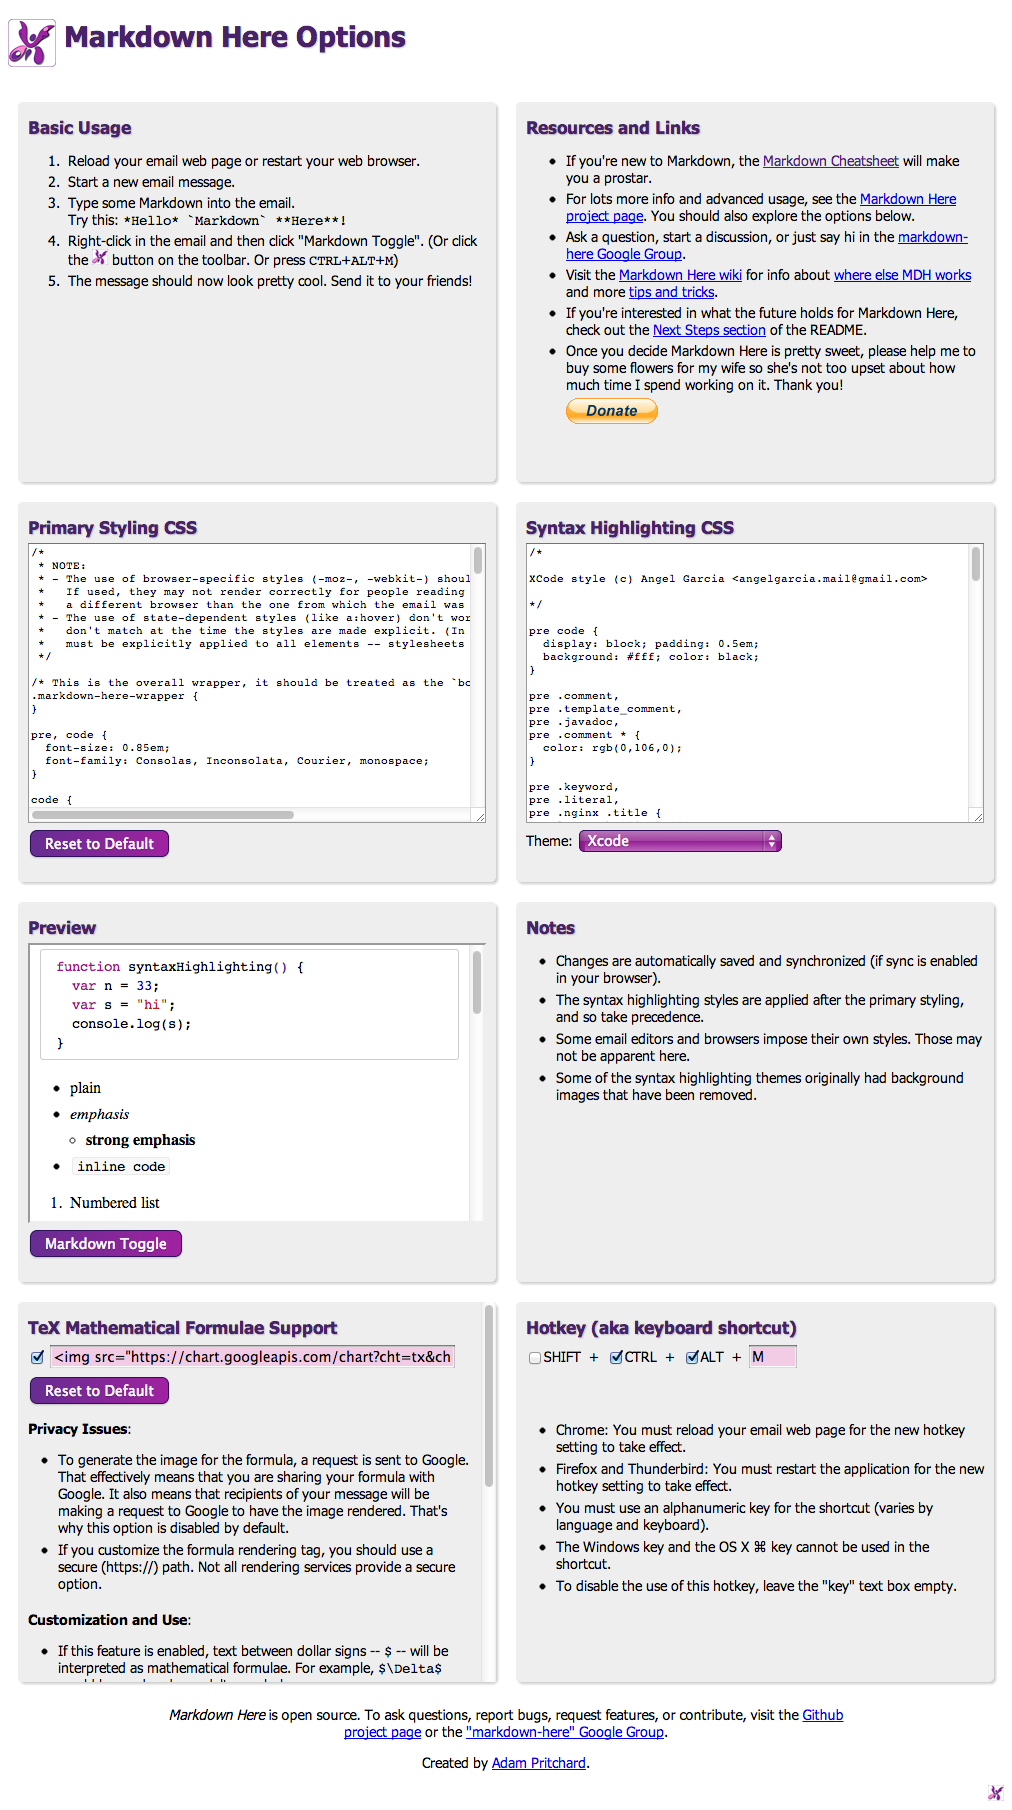 Markdown Here Options
Basic Usage
1. Reload your email web page or restart your web browser.
2. Start a new email message.
3. Type some Markdown into the email.
Try this: *Hello* `Markdown` **Here**!
4. Right-click in the email and then click "Markdown Toggle". (Or click
the button on the toolbar. Or press CTRL+ALT+M)
5. The message should now look pretty cool. Send it to your friends!
Resources and Links
• If you're new to Markdown, the Markdown Cheatsheet will make
you a prostar.
• For lots more info and advanced usage, see the Markdown Here
project page. You should also explore the options below.
• Ask a question, start a discussion, or just say hi in the markdown-
here Google Group.
• Visit the Markdown Here wiki for info about where else MDH works
and more tips and tricks.
• If you're interested in what the future holds for Markdown Here,
check out the Next Steps section of the README.
• Once you decide Markdown Here is pretty sweet, please help me to
buy some flowers for my wife so she's not too upset about how
much time I spend working on it. Thank you!
Donate
Primary Styling CSS
/*
* NOTE:
* - The use of browser-specific styles (-moz-, -webkit-) shoul
* If used, they may not render correctly for people reading
* a different browser than the one from which the email was
* - The use of state-dependent styles (like a:hover) don't wor
* don't match at the time the styles are made explicit. (In
* must be explicitly applied to all elements -- stylesheets
*/
/* This is the overall wrapper, it should be treated as the `bo
.markdown-here-wrapper {
}
pre, code {
font-size: 0.85em;
font-family: Consolas, Inconsolata, Courier, monospace;
}
code {
Reset to Default
Syntax Highlighting CSS
/*
XCode style (c) Angel Garcia <angelgarcia.mail@gmail.com>
*/
pre code {
display: block; padding: 0.5em;
background: #fff; color: black;
}
pre .comment,
pre .template_comment,
pre .javadoc,
pre .comment * {
color: rgb(0,106,0);
}
pre .keyword,
pre .literal,
pre .nginx .title {
Theme: Xcode
Preview
function syntaxHighlighting() {
var n = 33;
var s = "hi";
console.log(s);
}
• plain
• emphasis
◦ strong emphasis
• inline code
1. Numbered list
Markdown Toggle
Notes
• Changes are automatically saved and synchronized (if sync is enabled
in your browser).
• The syntax highlighting styles are applied after the primary styling,
and so take precedence.
• Some email editors and browsers impose their own styles. Those may
not be apparent here.
• Some of the syntax highlighting themes originally had background
images that have been removed.
TeX Mathematical Formulae Support
<img src="https://chart.googleapis.com/chart?cht=tx&ch
Reset to Default
Privacy Issues:
• To generate the image for the formula, a request is sent to Google.
That effectively means that you are sharing your formula with
Google. It also means that recipients of your message will be
making a request to Google to have the image rendered. That's
why this option is disabled by default.
• If you customize the formula rendering tag, you should use a
secure (https://) path. Not all rendering services provide a secure
option.
Customization and Use:
• If this feature is enabled, text between dollar signs -- $ -- will be
interpreted as mathematical formulae. For example, $\Delta$
Hotkey (aka keyboard shortcut)
SHIFT + CTRL + ALT + M
• Chrome: You must reload your email web page for the new hotkey
setting to take effect.
• Firefox and Thunderbird: You must restart the application for the new
hotkey setting to take effect.
• You must use an alphanumeric key for the shortcut (varies by
language and keyboard).
• The Windows key and the OS X ⌘ key cannot be used in the
shortcut.
• To disable the use of this hotkey, leave the "key" text box empty.
Markdown Here is open source. To ask questions, report bugs, request features, or contribute, visit the Github
project page or the "markdown-here" Google Group.
Created by Adam Pritchard.